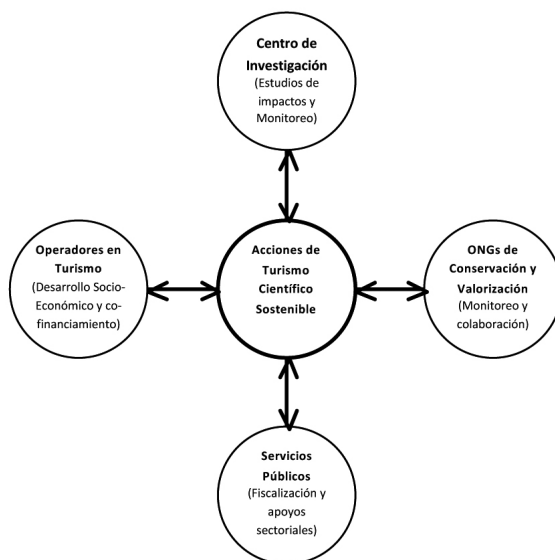 Centro de
Investigación
(Estudios de
impactos y
Monitoreo)
Operadores en
Turismo
(Desarrollo Socio-
Económico y co-
financiamiento)
Acciones de
Turismo
Científico
Sostenible
ONGs de
Conservación y
Valorización
(Monitoreo y
colaboración)
Servicios
Públicos
(Fiscalización y
apoyos
sectoriales)